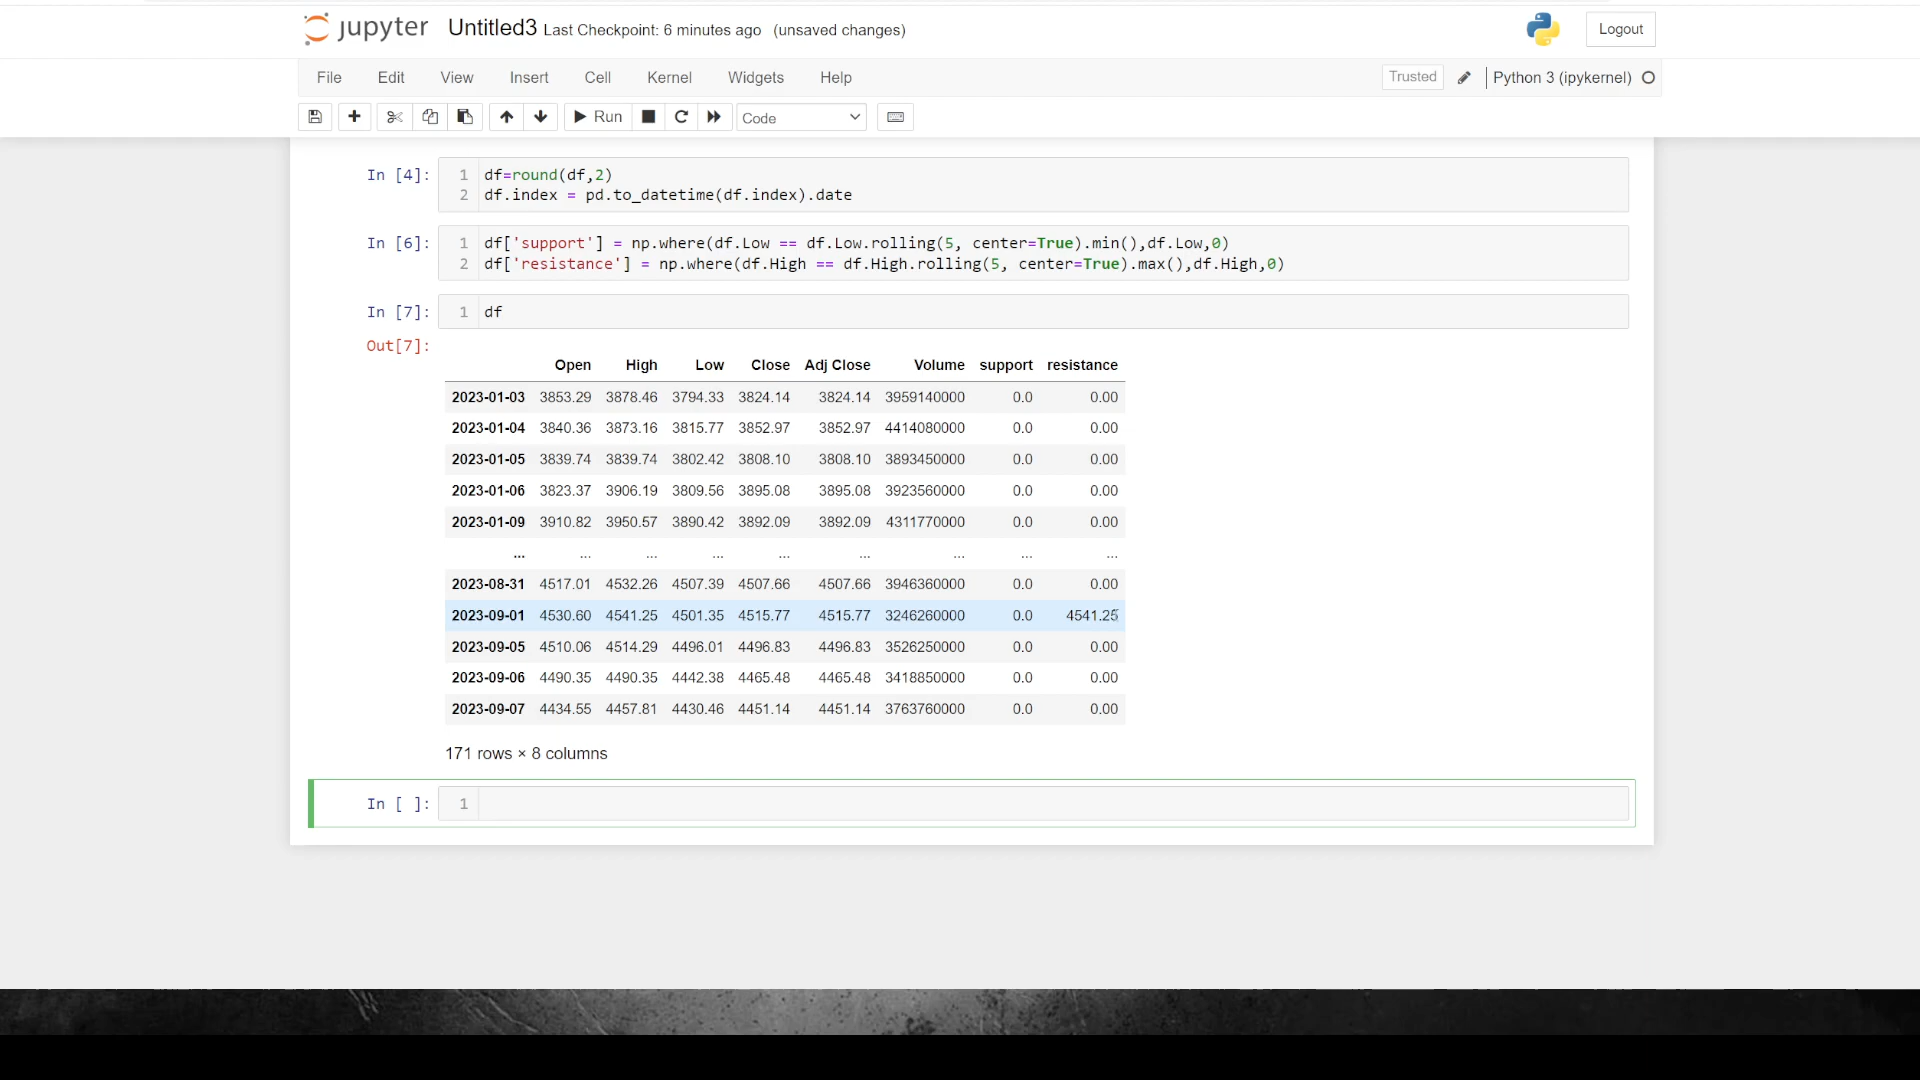 jupyter Untitled3 Last Checkpoint: 6 minutes ago (unsaved changes) Logout
File Edit View Insert Cell Kernel Widgets Help Trusted Python 3 (ipykernel)
Run Code
In [4]: 1 df=round(df,2)
2 df.index = pd.to_datetime(df.index).date
In [6]: 1 df['support'] = np.where(df.Low == df.Low.rolling(5, center=True).min(),df.Low,0)
2 df['resistance'] = np.where(df.High == df.High.rolling(5, center=True).max(),df.High,0)
In [7]: 1 df
Out[7]:
Open High Low Close Adj Close Volume support resistance
2023-01-03 3853.29 3878.46 3794.33 3824.14 3824.14 3959140000 0.0 0.00
2023-01-04 3840.36 3873.16 3815.77 3852.97 3852.97 4414080000 0.0 0.00
2023-01-05 3839.74 3839.74 3802.42 3808.10 3808.10 3893450000 0.0 0.00
2023-01-06 3823.37 3906.19 3809.56 3895.08 3895.08 3923560000 0.0 0.00
2023-01-09 3910.82 3950.57 3890.42 3892.09 3892.09 4311770000 0.0 0.00
... ... ... ... ... ... ... ... ...
2023-08-31 4517.01 4532.26 4507.39 4507.66 4507.66 3946360000 0.0 0.00
2023-09-01 4530.60 4541.25 4501.35 4515.77 4515.77 3246260000 0.0 4541.25
2023-09-05 4510.06 4514.29 4496.01 4496.83 4496.83 3526250000 0.0 0.00
2023-09-06 4490.35 4490.35 4442.38 4465.48 4465.48 3418850000 0.0 0.00
2023-09-07 4434.55 4457.81 4430.46 4451.14 4451.14 3763760000 0.0 0.00
171 rows × 8 columns
In [ ]: 1